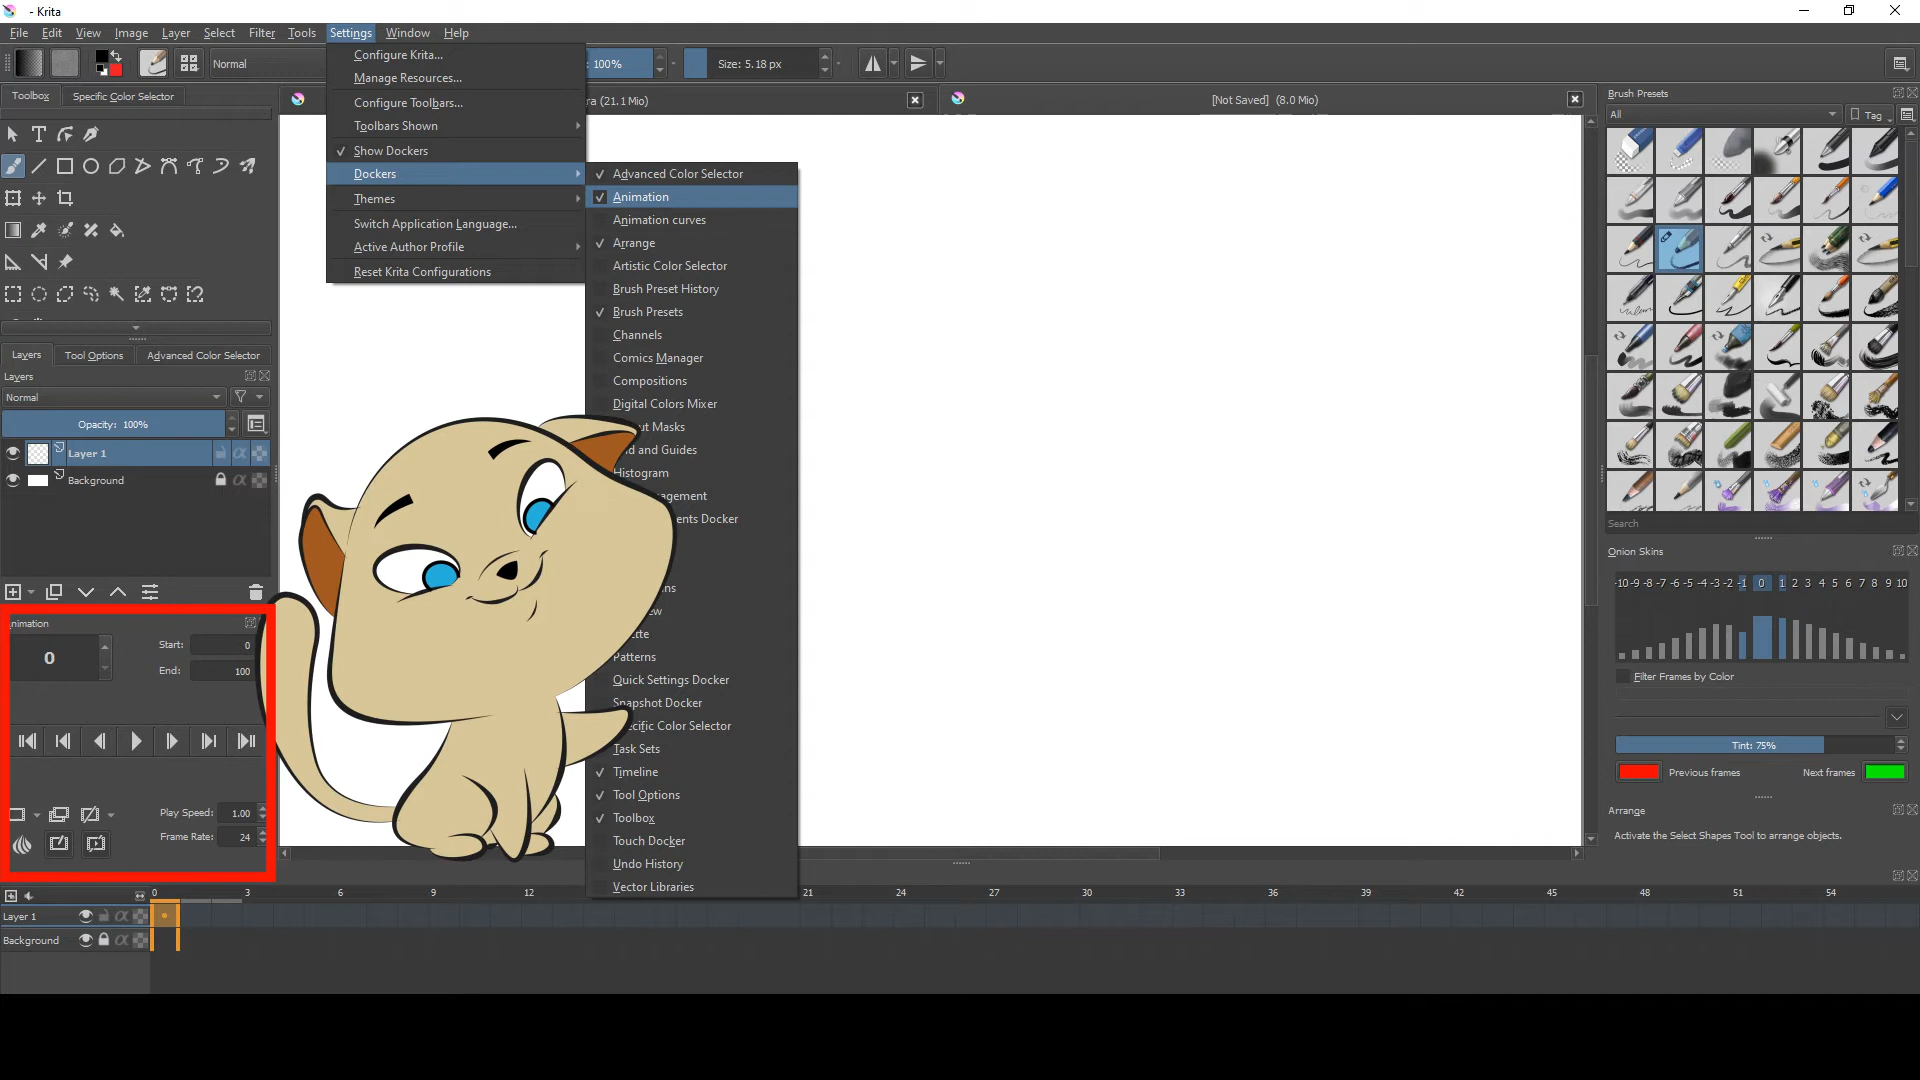 - Krita
File Edit View Image Layer Select Filter Tools Settings Window Help
Normal
100%
Size: 5.18 px
Toolbox
Specific Color Selector
(21.1 Mio)
[Not Saved] (8.0 Mio)
Configure Krita...
Manage Resources...
Configure Toolbars...
Toolbars Shown
Show Dockers
Dockers
Themes
Switch Application Language...
Active Author Profile
Reset Krita Configurations
Advanced Color Selector
Animation
Animation curves
Arrange
Artistic Color Selector
Brush Preset History
Brush Presets
Channels
Comics Manager
Compositions
Digital Colors Mixer
Masks
and Guides
Histogram
Docker
Patterns
Quick Settings Docker
Snapshot Docker
Color Selector
Task Sets
Timeline
Tool Options
Toolbox
Touch Docker
Undo History
Vector Libraries
Layers
Tool Options
Advanced Color Selector
Layers
Normal
Opacity: 100%
Layer 1
Background
0
Start: 0
End: 100
Play Speed: 1.00
Frame Rate: 24
Brush Presets
All
Tag
Search
Onion Skins
-10 -9 -8 -7 -6 -5 -4 -3 -2 -1 0 1 2 3 4 5 6 7 8 9 10
Filter Frames by Color
Tint: 75%
Previous frames
Next frames
Arrange
Activate the Select Shapes Tool to arrange objects.
0 3 6 9 12 21 24 27 30 33 36 39 42 45 48 51 54
Layer 1
Background